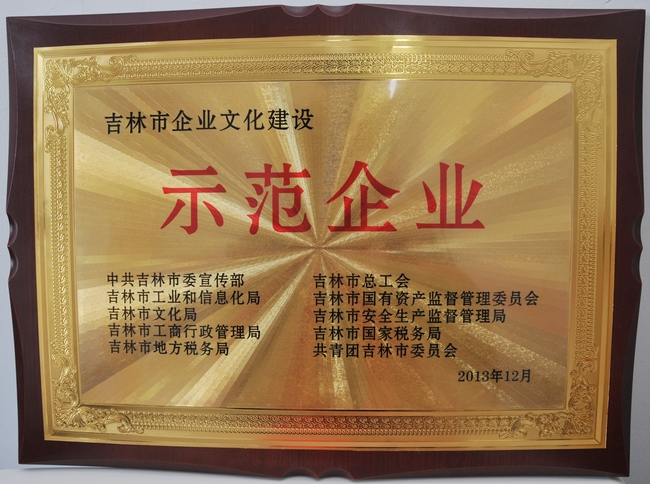 吉林市企业文化建设
示范企业
中共吉林市委宣传部
吉林市工业和信息化局
吉林市文化局
吉林市工商行政管理局
吉林市地方税务局
吉林市总工会
吉林市国有资产监督管理委员会
吉林市安全生产监督管理局
吉林市国家税务局
共青团吉林市委员会
2013年12月